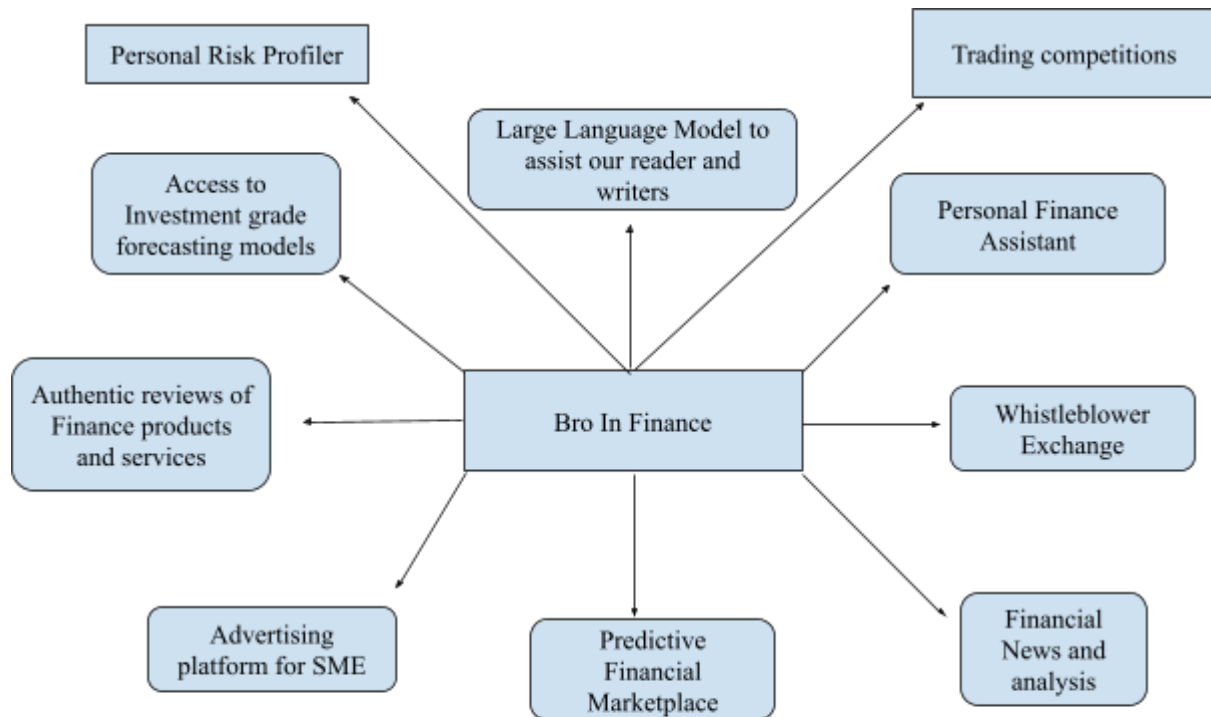 Personal Risk Profiler
Trading competitions
Large Language Model to
assist our reader and
writers
Access to
Investment grade
forecasting models
Personal Finance
Assistant
Authentic reviews of
Finance products
and services
Bro In Finance
Whistleblower
Exchange
Advertising
platform for SME
Predictive
Financial
Marketplace
Financial
News and
analysis